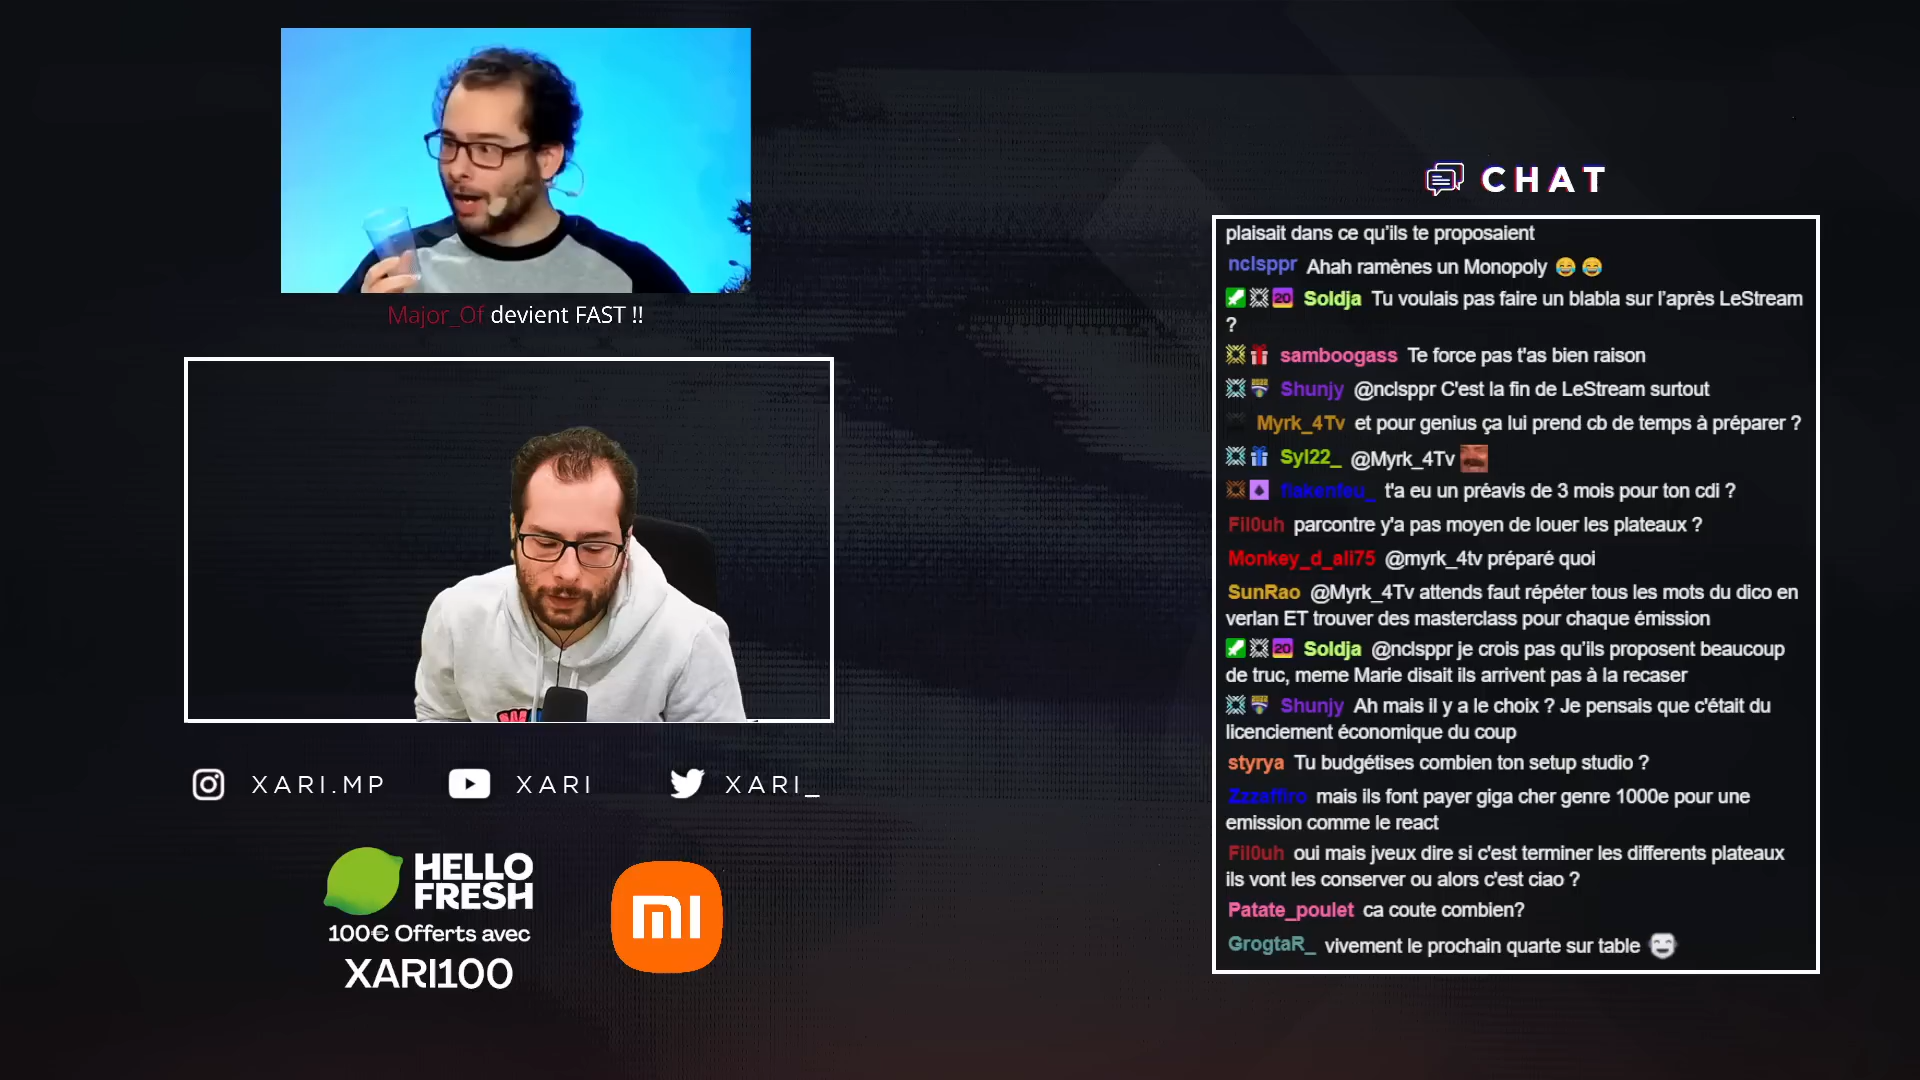 Major_Of devient FAST !!
XARI.MP
XARI
XARI_
HELLO
FRESH
100€ Offerts avec
XARI100
mi
CHAT
plaisait dans ce qu'ils te proposaient
nclsppr Ahah ramènes un Monopoly 😂 😂
20 Soldja Tu voulais pas faire un blabla sur l'après LeStream
?
samboogass Te force pas t'as bien raison
Shunjy @nclsppr C'est la fin de LeStream surtout
Myrk_4Tv et pour genius ça lui prend cb de temps à préparer ?
Syl22_ @Myrk_4Tv
flakenfeu_ t'a eu un préavis de 3 mois pour ton cdi ?
Fil0uh parcontre y'a pas moyen de louer les plateaux ?
Monkey_d_ali75 @myrk_4tv préparé quoi
SunRao @Myrk_4Tv attends faut répéter tous les mots du dico en
verlan ET trouver des masterclass pour chaque émission
20 Soldja @nclsppr je crois pas qu'ils proposent beaucoup
de truc, meme Marie disait ils arrivent pas à la recaser
Shunjy Ah mais il y a le choix ? Je pensais que c'était du
licenciement économique du coup
styrya Tu budgétises combien ton setup studio ?
Zzzaffiro mais ils font payer giga cher genre 1000e pour une
emission comme le react
Fil0uh oui mais jveux dire si c'est terminer les differents plateaux
ils vont les conserver ou alors c'est ciao ?
Patate_poulet ca coute combien?
GrogtaR_ vivement le prochain quarte sur table